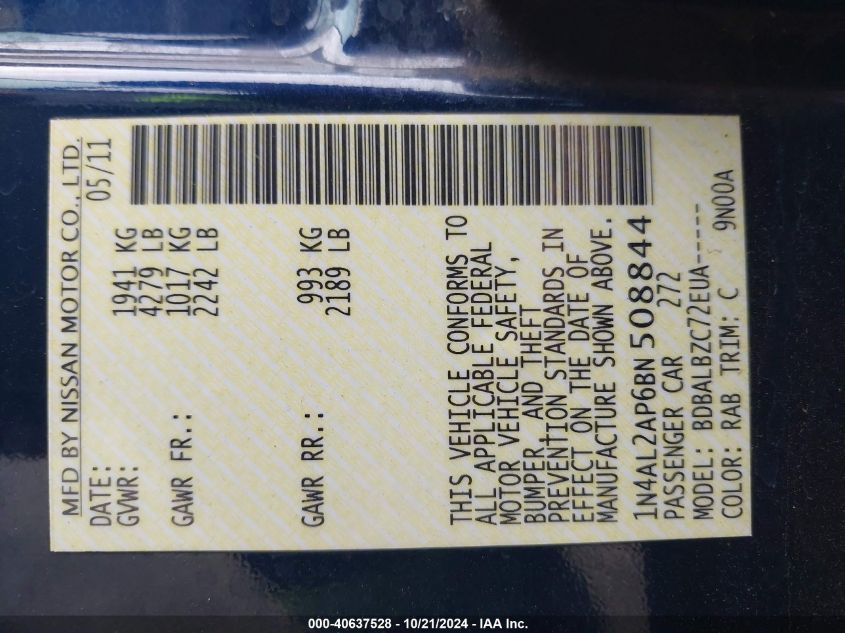 MFD BY NISSAN MOTOR CO., LTD.
DATE: 05/11
GVWR: 1941 KG
4279 LB
GAWR FR.: 1017 KG
2242 LB
GAWR RR.: 993 KG
2189 LB
THIS VEHICLE CONFORMS TO
ALL APPLICABLE FEDERAL
MOTOR VEHICLE SAFETY,
BUMPER, AND THEFT
PREVENTION STANDARDS IN
EFFECT ON THE DATE OF
MANUFACTURE SHOWN ABOVE.
1N4AL2AP6BN508844
PASSENGER CAR 272
MODEL: BDBALBZC72EUA-----
COLOR: RAB TRIM: C 9N00A
000-40637528 - 10/21/2024 - IAA Inc.